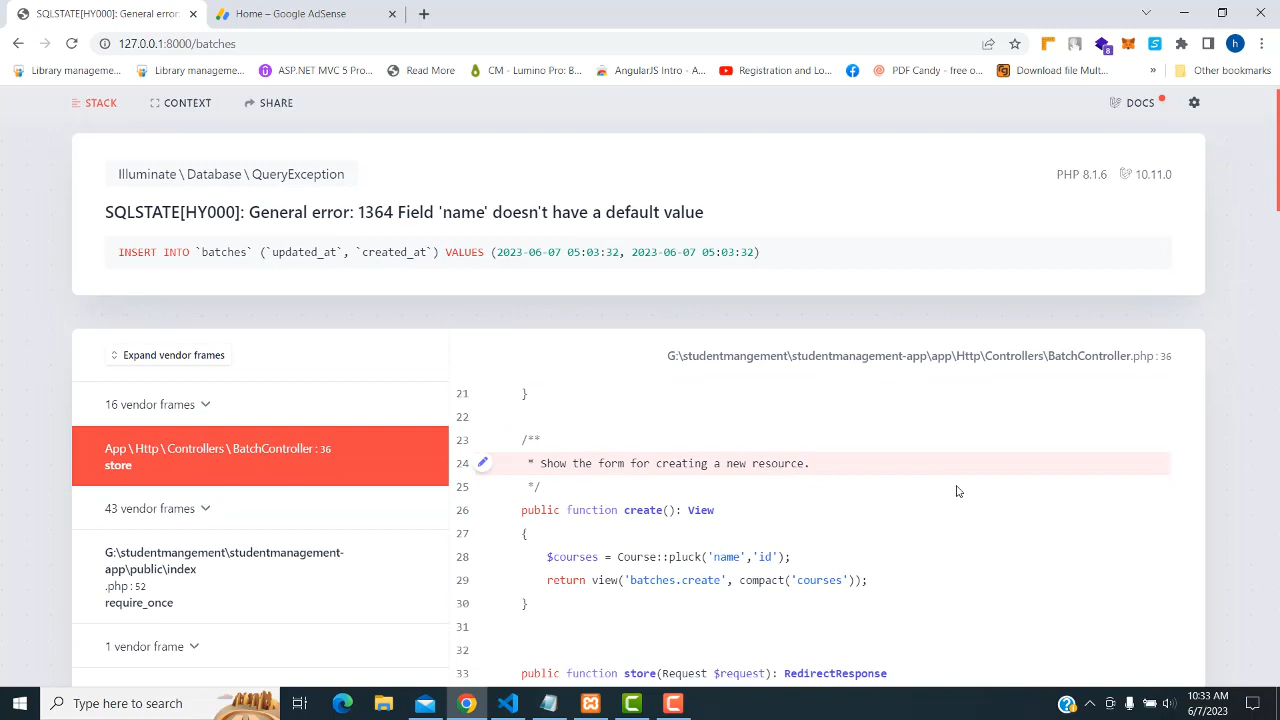 SQLSTATE[HY000]: General error:
Home – AdSense
127.0.0.1:8000/batches
8
h
Library manageme...
Library manageme...
ASP.NET MVC 5 Pro...
Read More
CM - Lumino Pro: B...
AngularJS Intro - A...
Registration and Lo...
PDF Candy - offer a...
Download file Mult...
»
Other bookmarks
STACK
CONTEXT
SHARE
DOCS
Illuminate \ Database \ QueryException
PHP 8.1.6
10.11.0
SQLSTATE[HY000]: General error: 1364 Field 'name' doesn't have a default value
INSERT INTO `batches` (`updated_at`, `created_at`) VALUES (2023-06-07 05:03:32, 2023-06-07 05:03:32)
Expand vendor frames
G:\studentmangement\studentmanagement-app\app\Http\Controllers\BatchController.php : 36
16 vendor frames
App \ Http \ Controllers \ BatchController : 36
store
43 vendor frames
G:\studentmangement\studentmanagement-
app\public\index
.php : 52
require_once
1 vendor frame
21 }
22
23 /**
24 * Show the form for creating a new resource.
25 */
26 public function create(): View
27 {
28 $courses = Course::pluck('name','id');
29 return view('batches.create', compact('courses'));
30 }
31
32
33 public function store(Request $request): RedirectResponse
Type here to search
10:33 AM
6/7/2023